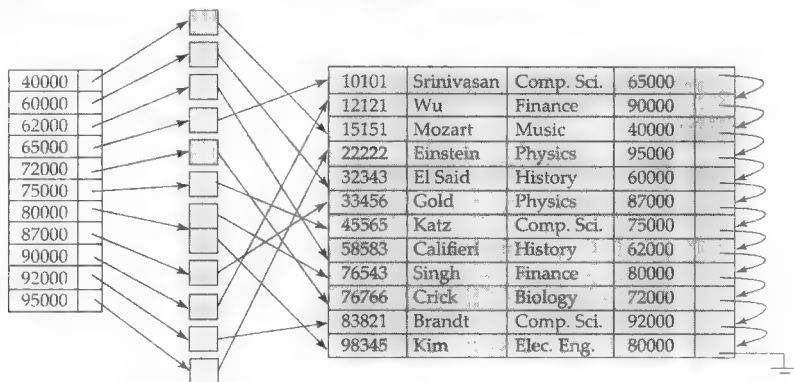 40000
60000
62000
65000
72000
75000
80000
87000
90000
92000
95000
10101 Srinivasan Comp. Sci. 65000
12121 Wu Finance 90000
15151 Mozart Music 40000
22222 Einstein Physics 95000
32343 El Said History 60000
33456 Gold Physics 87000
45565 Katz Comp. Sci. 75000
58583 Califieri History 62000
76543 Singh Finance 80000
76766 Crick Biology 72000
83821 Brandt Comp. Sci. 92000
98345 Kim Elec. Eng. 80000